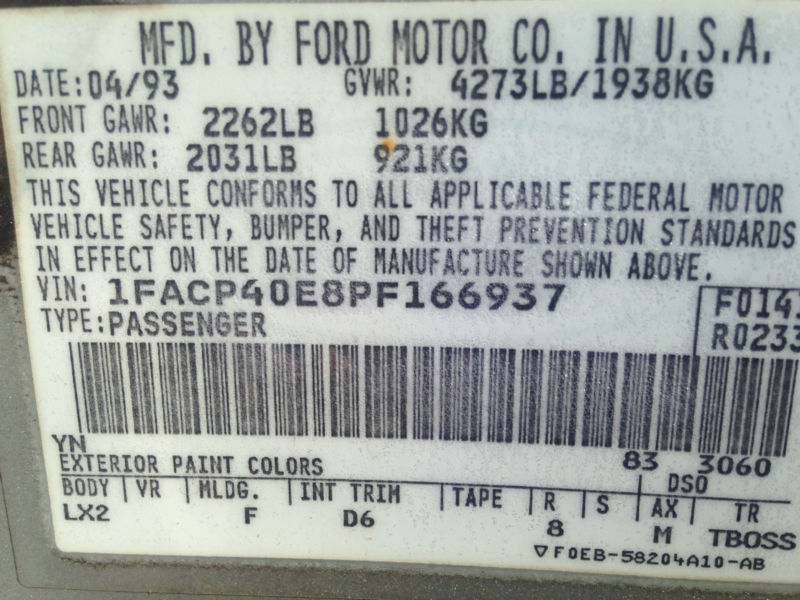 MFD. BY FORD MOTOR CO. IN U.S.A.
DATE: 04/93 GVWR: 4273LB/1938KG
FRONT GAWR: 2262LB 1026KG
REAR GAWR: 2031LB 921KG
THIS VEHICLE CONFORMS TO ALL APPLICABLE FEDERAL MOTOR
VEHICLE SAFETY, BUMPER, AND THEFT PREVENTION STANDARDS
IN EFFECT ON THE DATE OF MANUFACTURE SHOWN ABOVE.
VIN: 1FACP40E8PF166937 F0141
TYPE: PASSENGER R0233
YN 83 3060
EXTERIOR PAINT COLORS DSO
BODY VR MLDG. INT TRIM TAPE R S AX TR
LX2 F D6 8 M TBOSS
▽F0EB-58204A10-AB